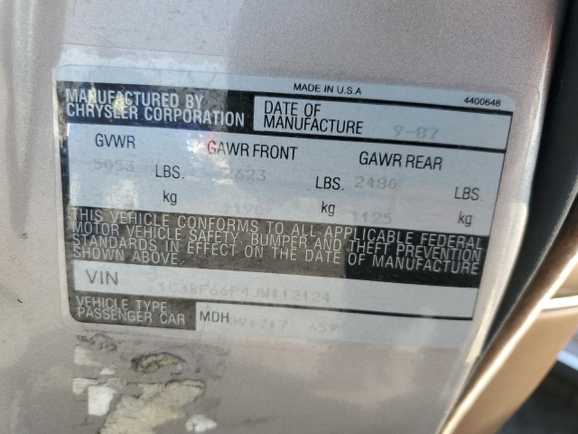 MADE IN U.S.A
4400648
MANUFACTURED BY
CHRYSLER CORPORATION
DATE OF
MANUFACTURE 9-87
GVWR GAWR FRONT GAWR REAR
5053 LBS. 2623 LBS. 2480 LBS.
kg kg 1125 kg
THIS VEHICLE CONFORMS TO ALL APPLICABLE FEDERAL
MOTOR VEHICLE SAFETY, BUMPER AND THEFT PREVENTION
STANDARDS IN EFFECT ON THE DATE OF MANUFACTURE
SHOWN ABOVE.
VIN 1C3BF66P4JW112124
VEHICLE TYPE
PASSENGER CAR MDH